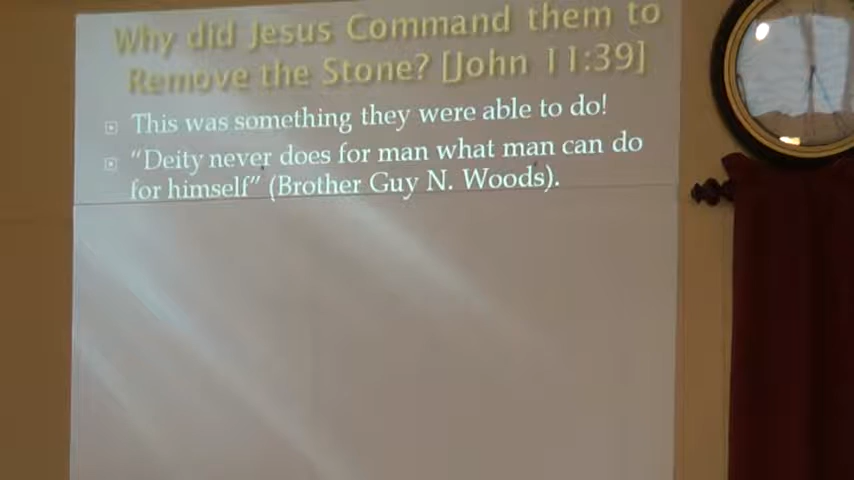 Why did Jesus Command them to
Remove the Stone? [John 11:39]
This was something they were able to do!
“Deity never does for man what man can do
for himself” (Brother Guy N. Woods).